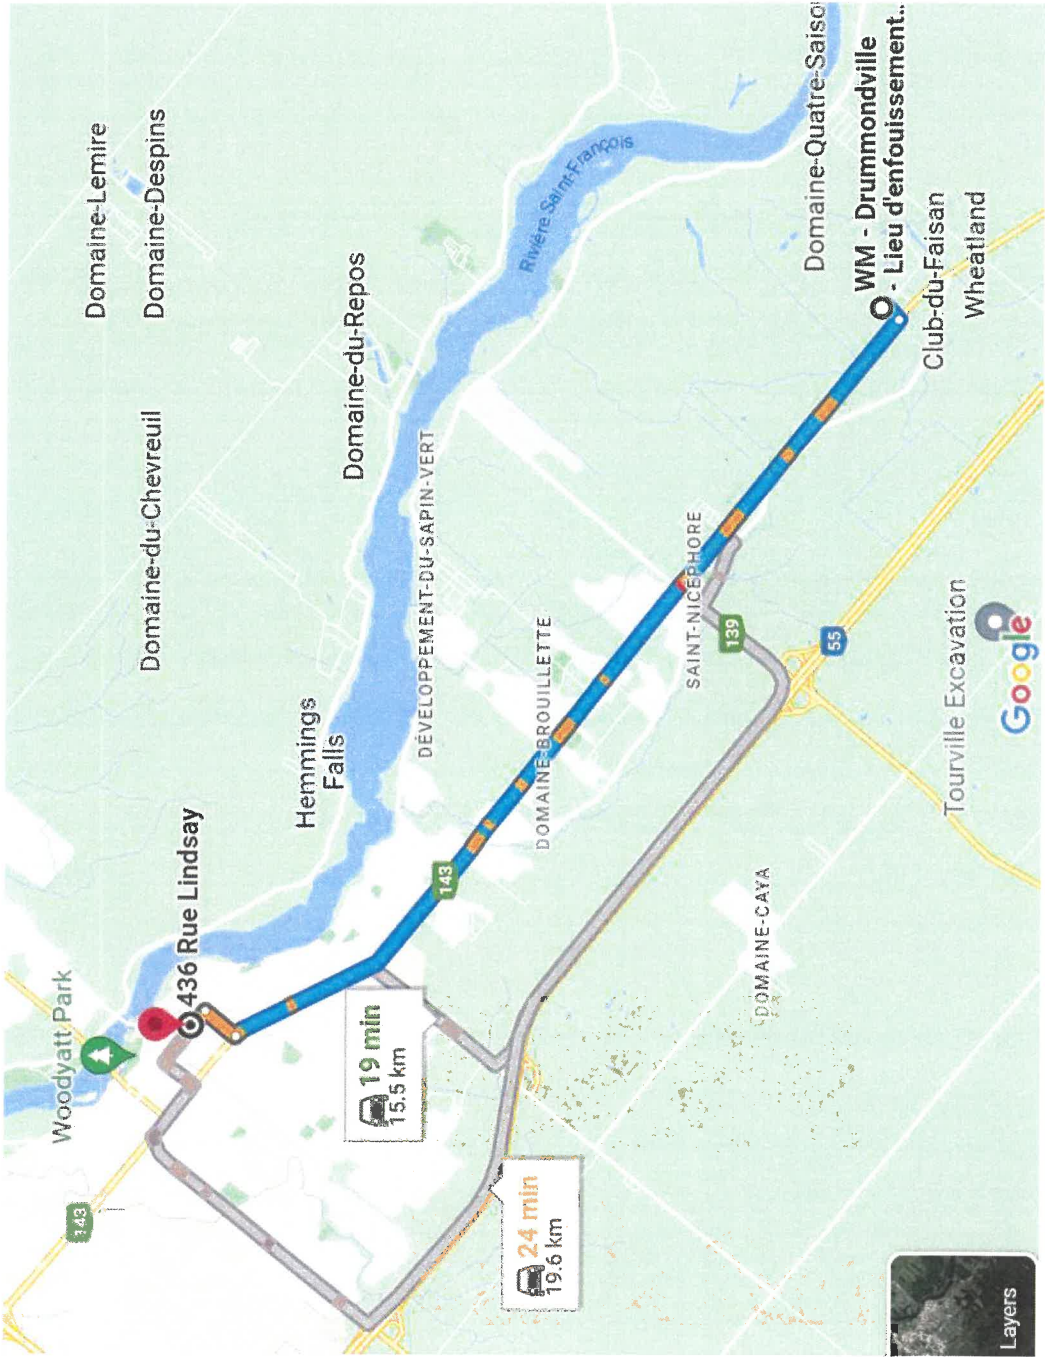 Domaine-Lemire
Domaine-Despins
Domaine-du-Chevreuil
Domaine-du-Repos
Rivière Saint-François
Domaine-Quatre-Saiso
WM - Drummondville
- Lieu d'enfouissement..
Club-du-Faisan
Wheatland
Hemmings
Falls
DÉVELOPPEMENT-DU-SAPIN-VERT
DOMAINE-BROUILLETTE
SAINT-NICÉPHORE
139
55
143
Woodyatt Park
436 Rue Lindsay
143
19 min
15.5 km
24 min
19.6 km
DOMAINE-CAYA
Tourville Excavation
Google
Layers